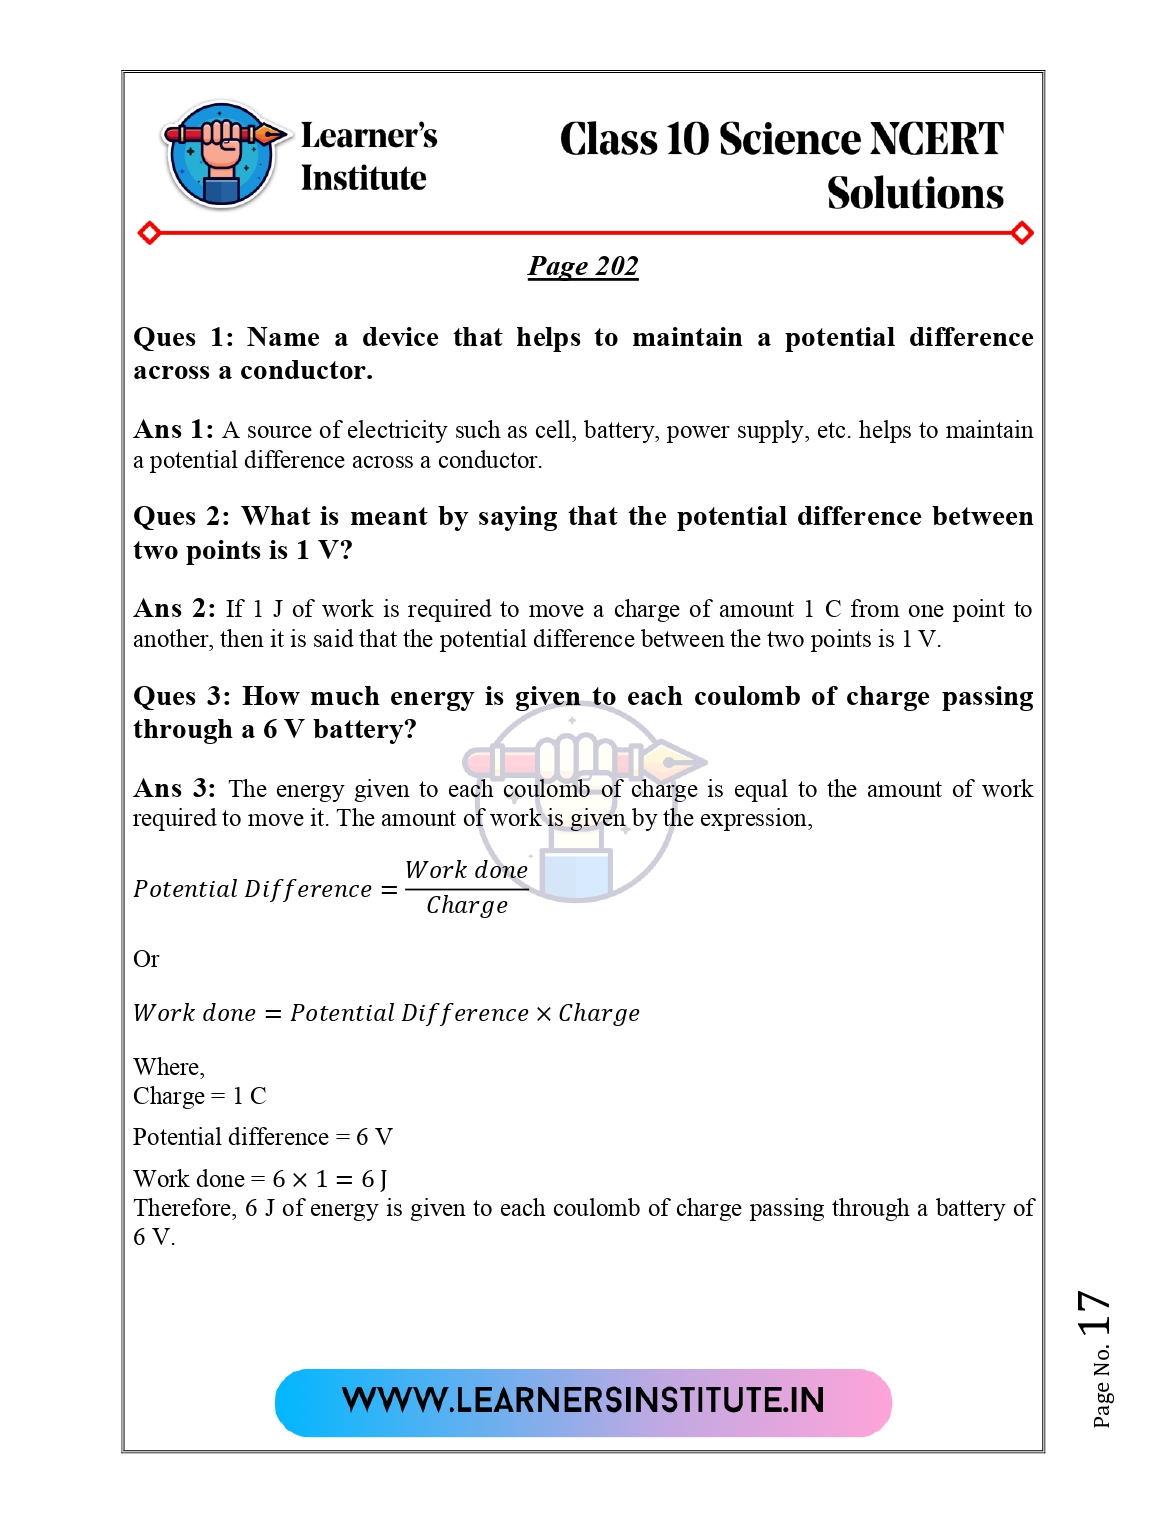 Learner's
Institute
Class 10 Science NCERT
Solutions
Page 202
Ques 1: Name a device that helps to maintain a potential difference
across a conductor.
Ans 1: A source of electricity such as cell, battery, power supply, etc. helps to maintain
a potential difference across a conductor.
Ques 2: What is meant by saying that the potential difference between
two points is 1 V?
Ans 2: If 1 J of work is required to move a charge of amount 1 C from one point to
another, then it is said that the potential difference between the two points is 1 V.
Ques 3: How much energy is given to each coulomb of charge passing
through a 6 V battery?
Ans 3: The energy given to each coulomb of charge is equal to the amount of work
required to move it. The amount of work is given by the expression,
Potential Difference = Work done / Charge
Or
Work done = Potential Difference × Charge
Where,
Charge = 1 C
Potential difference = 6 V
Work done = 6 × 1 = 6 J
Therefore, 6 J of energy is given to each coulomb of charge passing through a battery of
6 V.
Page No. 17
WWW.LEARNERSINSTITUTE.IN